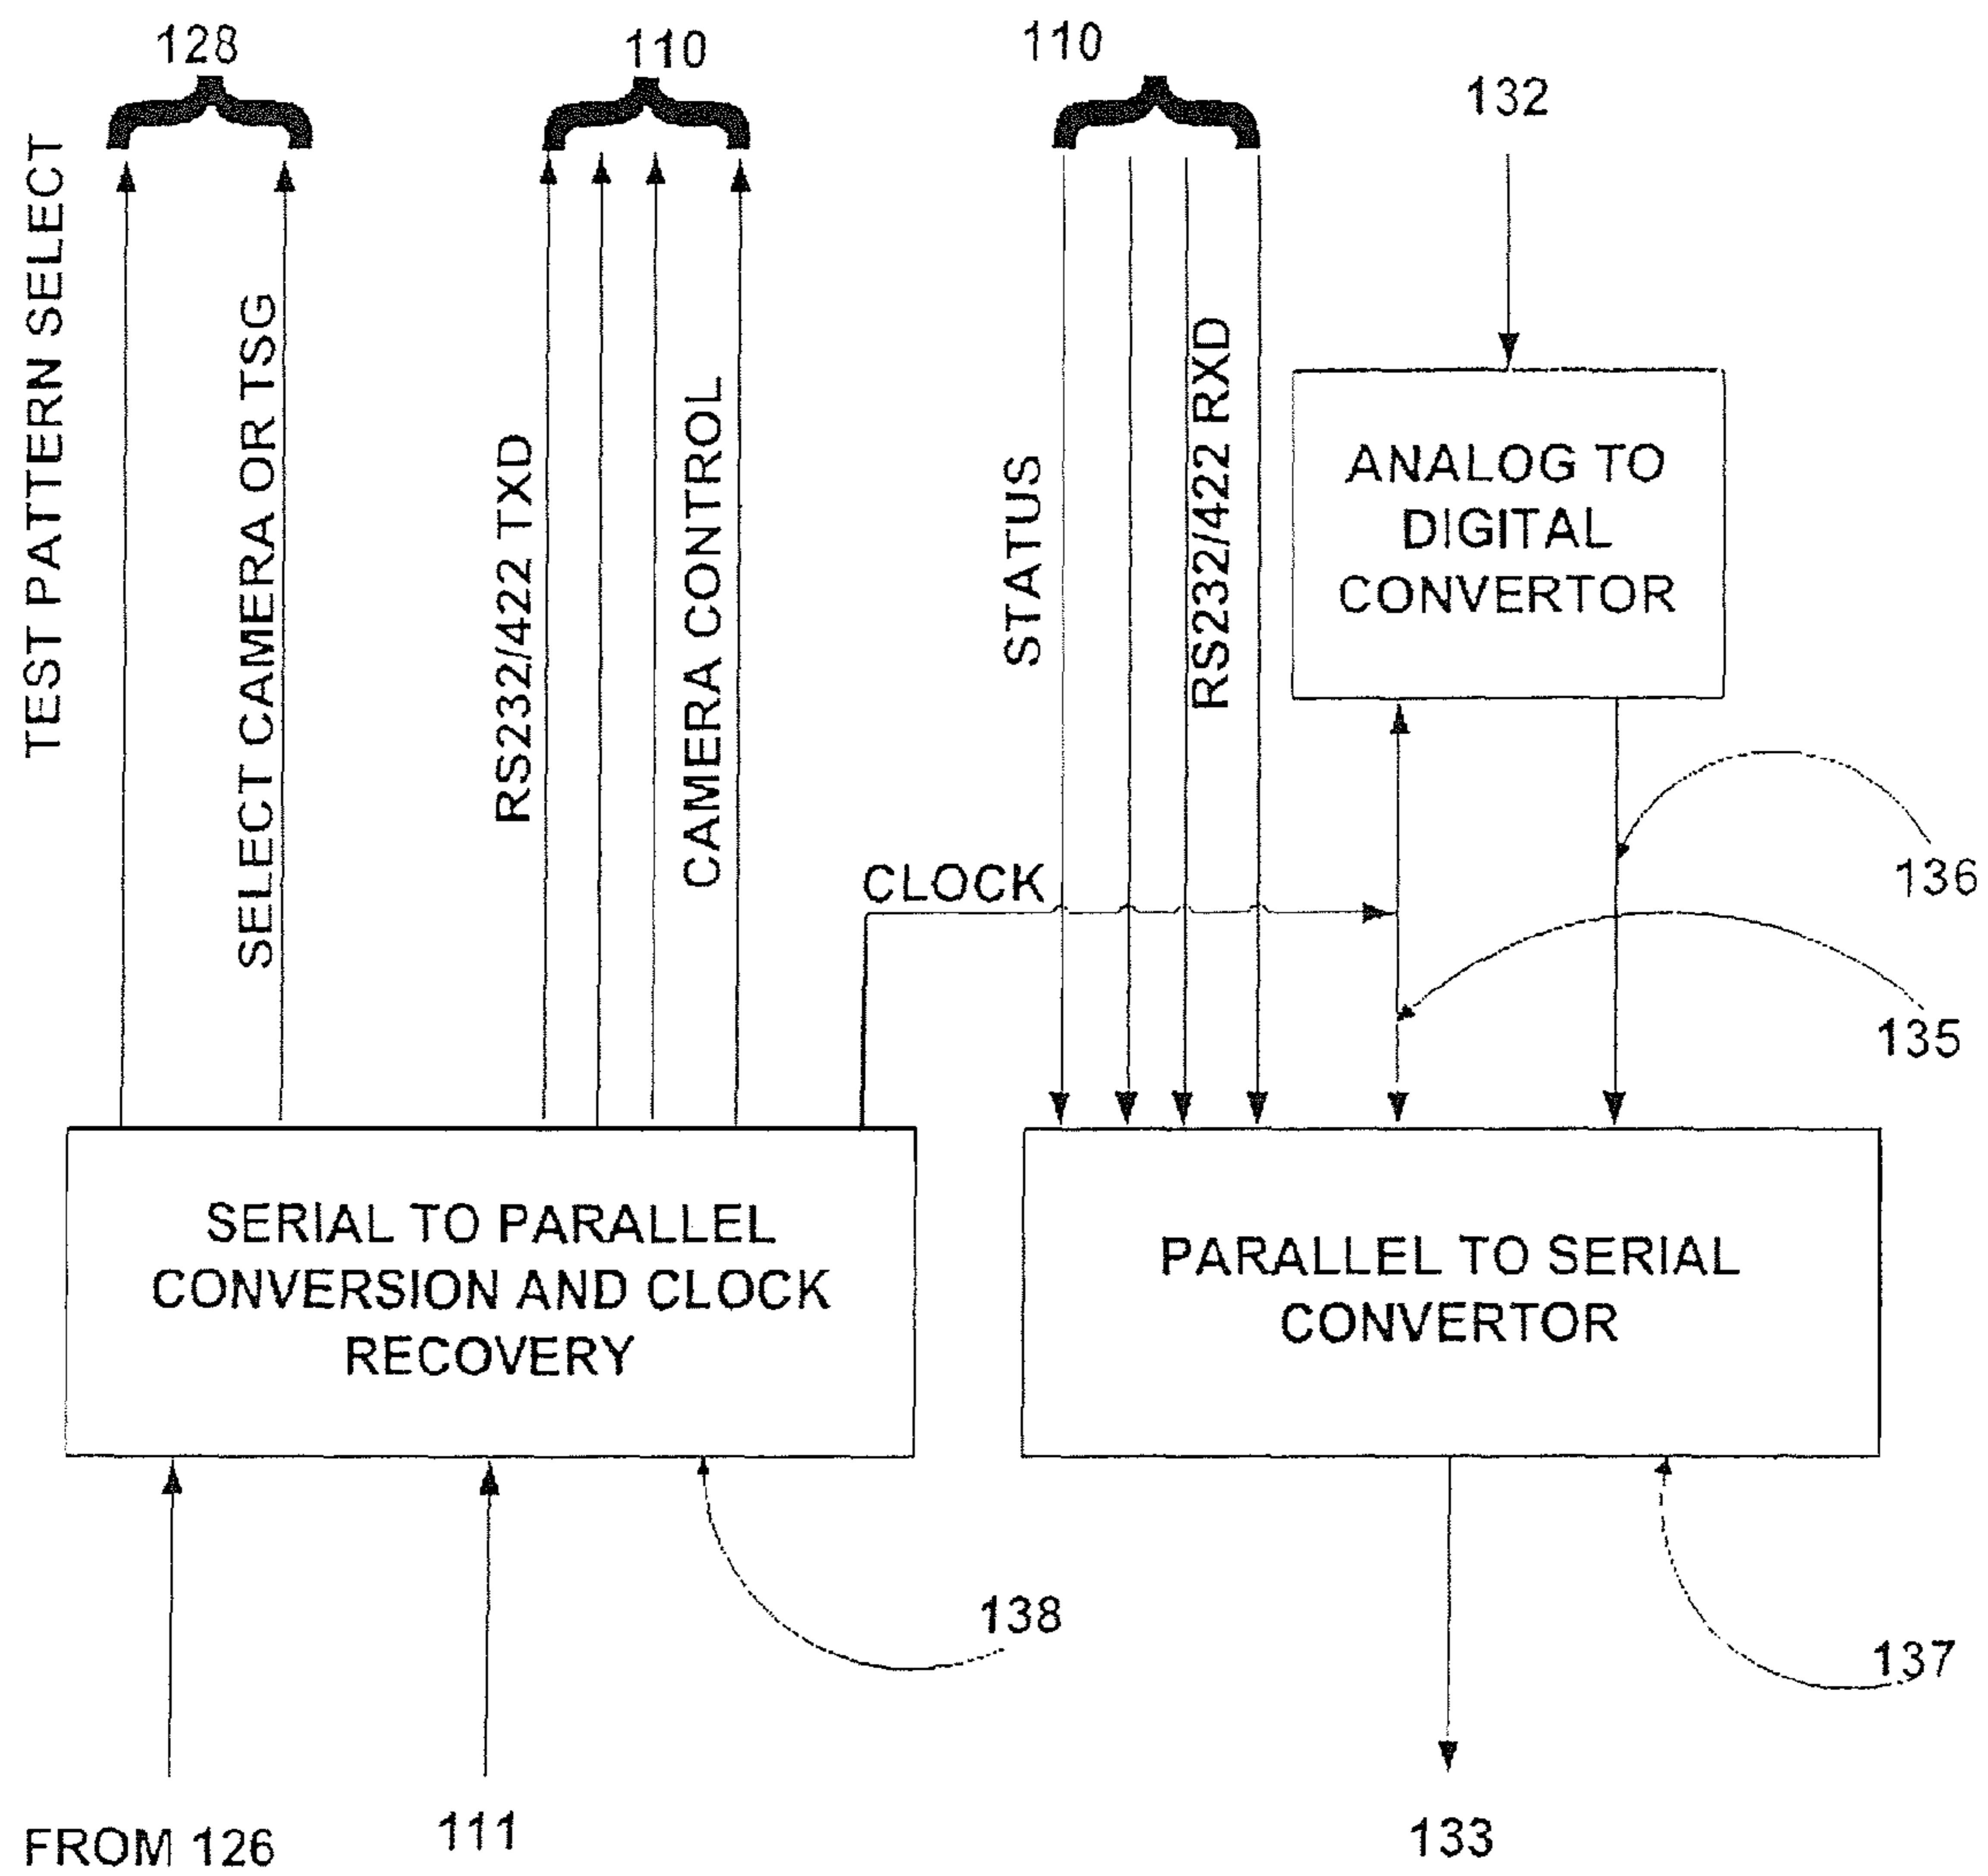 128
110
110
132
TEST PATTERN SELECT
SELECT CAMERA OR TSG
RS232/422 TXD
CAMERA CONTROL
STATUS
RS232/422 RXD
ANALOG TO
DIGITAL
CONVERTOR
CLOCK
136
135
SERIAL TO PARALLEL
CONVERSION AND CLOCK
RECOVERY
PARALLEL TO SERIAL
CONVERTOR
138
137
FROM 126
111
133